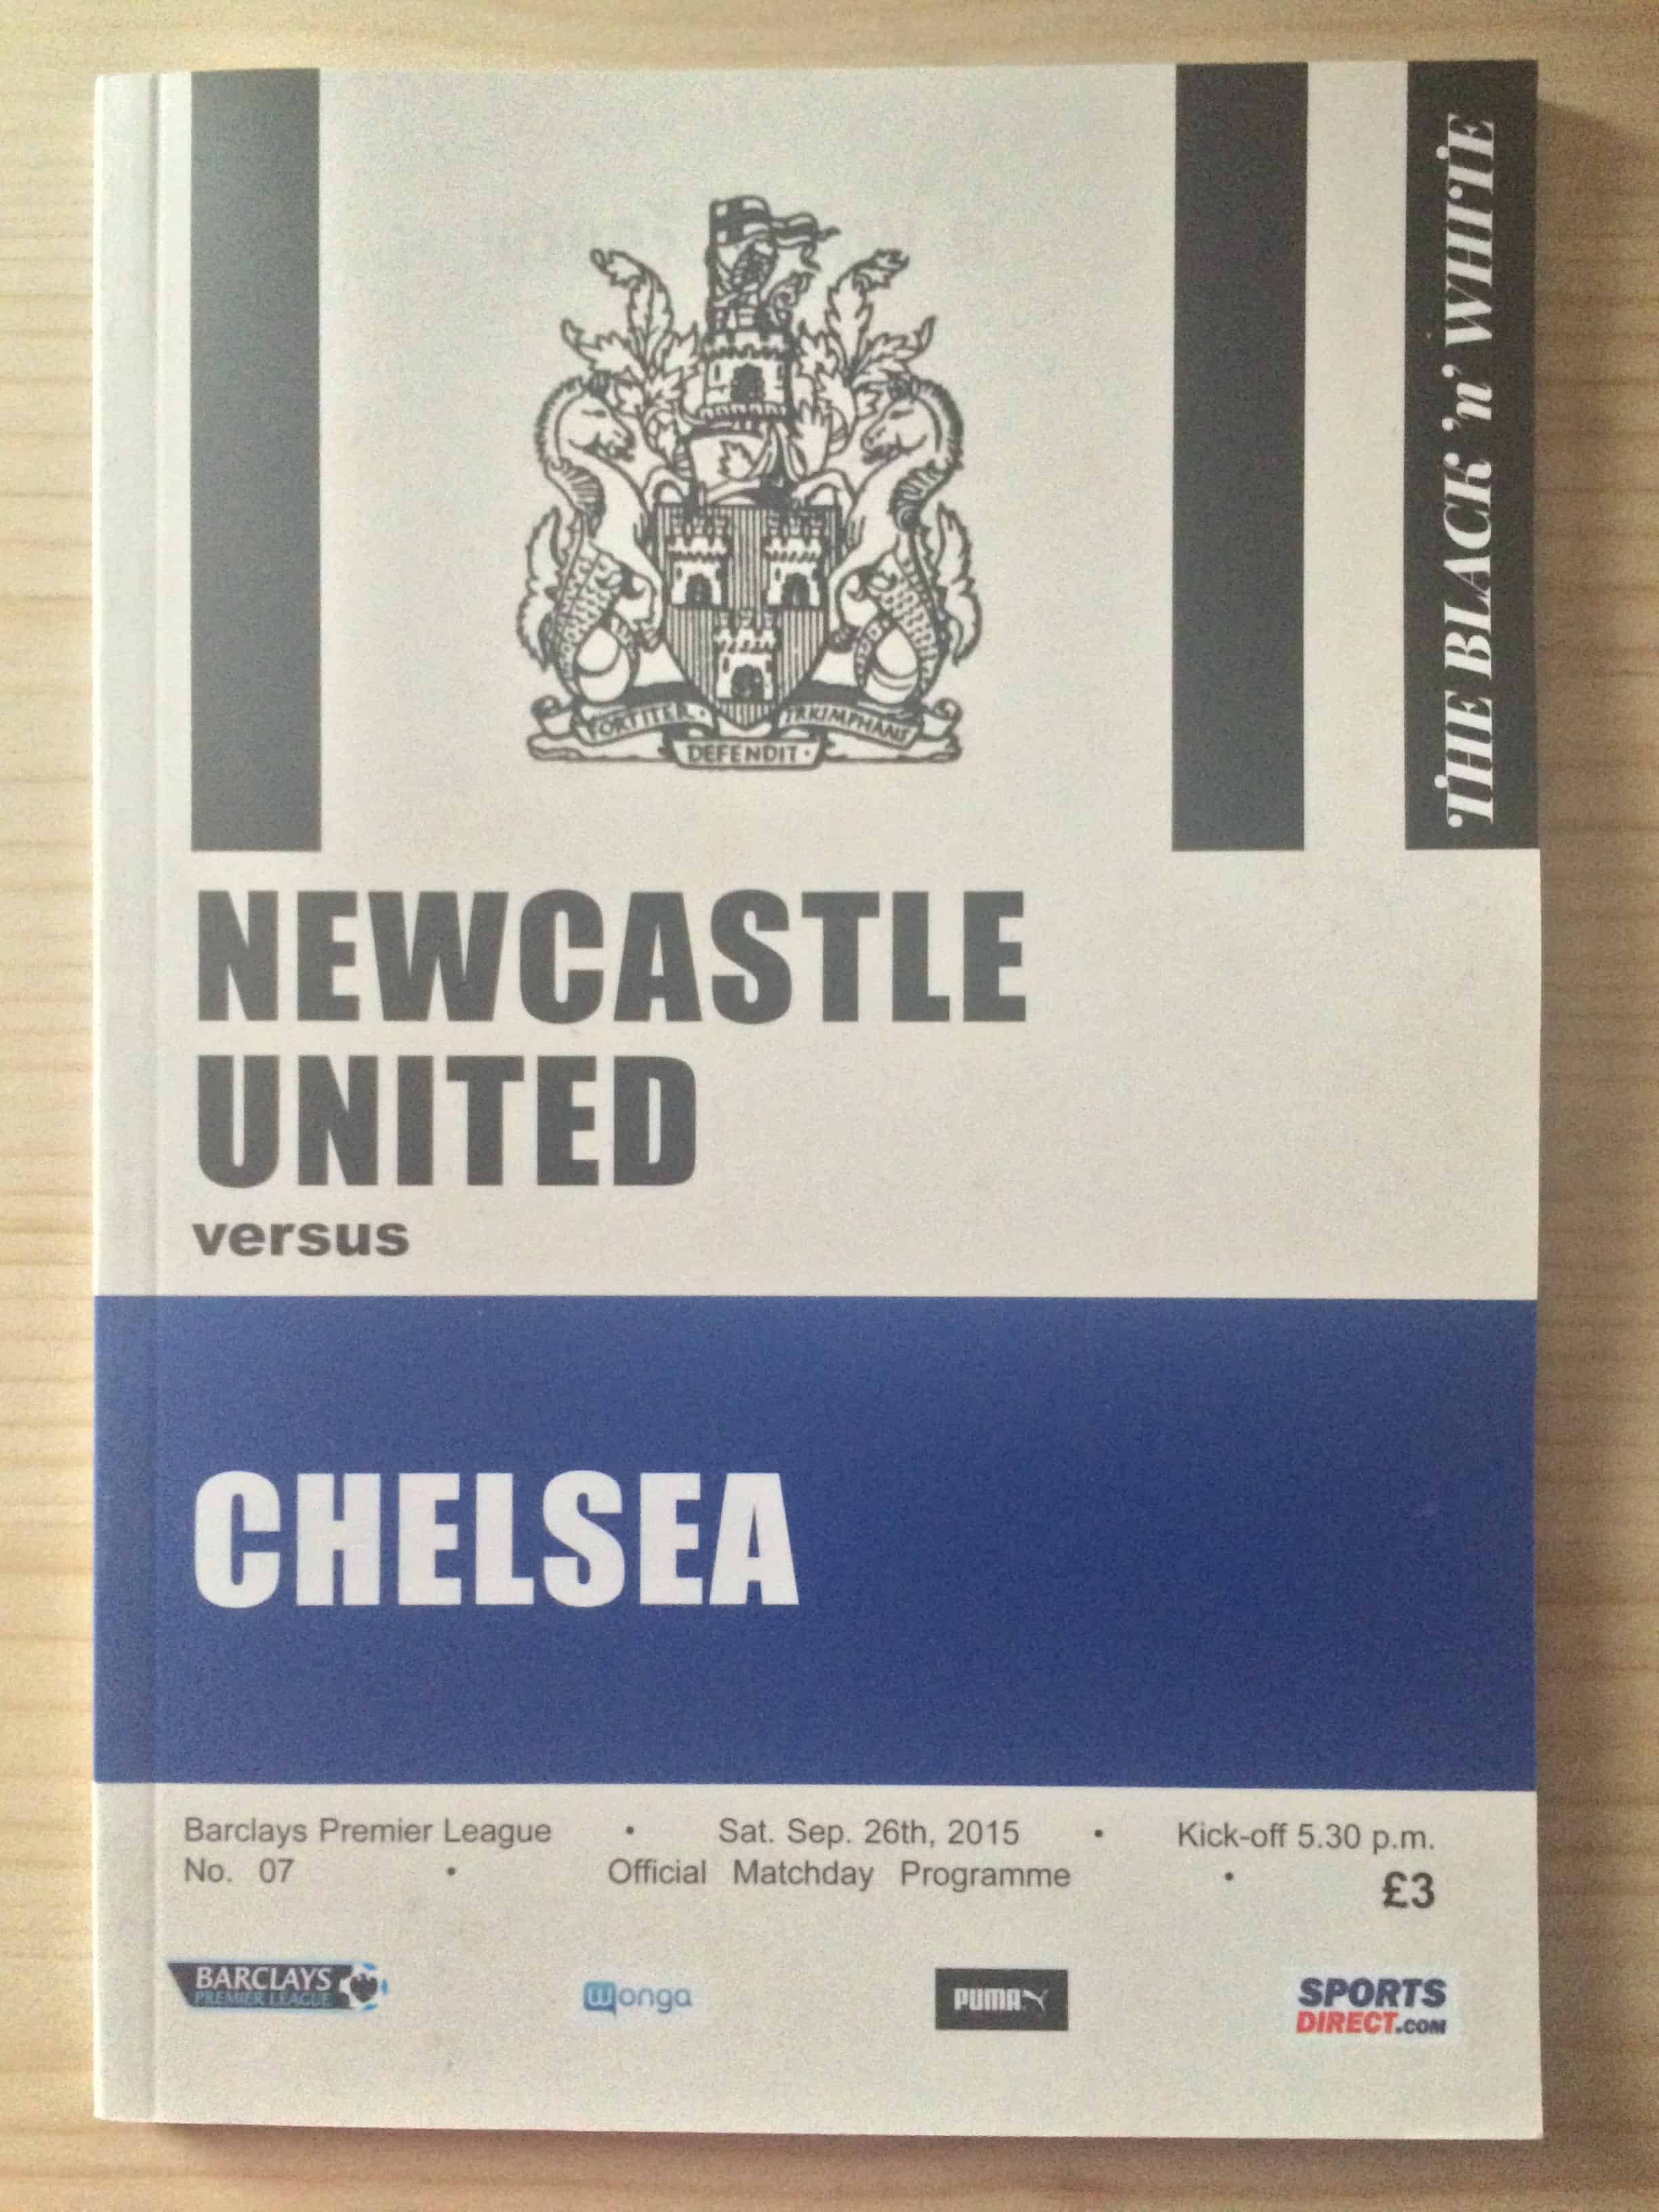 THE BLACK 'n' WHITE
FORTITER · DEFENDIT · TRIUMPHANS
NEWCASTLE
UNITED
versus
CHELSEA
Barclays Premier League • Sat. Sep. 26th, 2015 • Kick-off 5.30 p.m.
No. 07 • Official Matchday Programme • £3
BARCLAYS
PREMIER LEAGUE
wonga
PUMA
SPORTS
DIRECT.COM